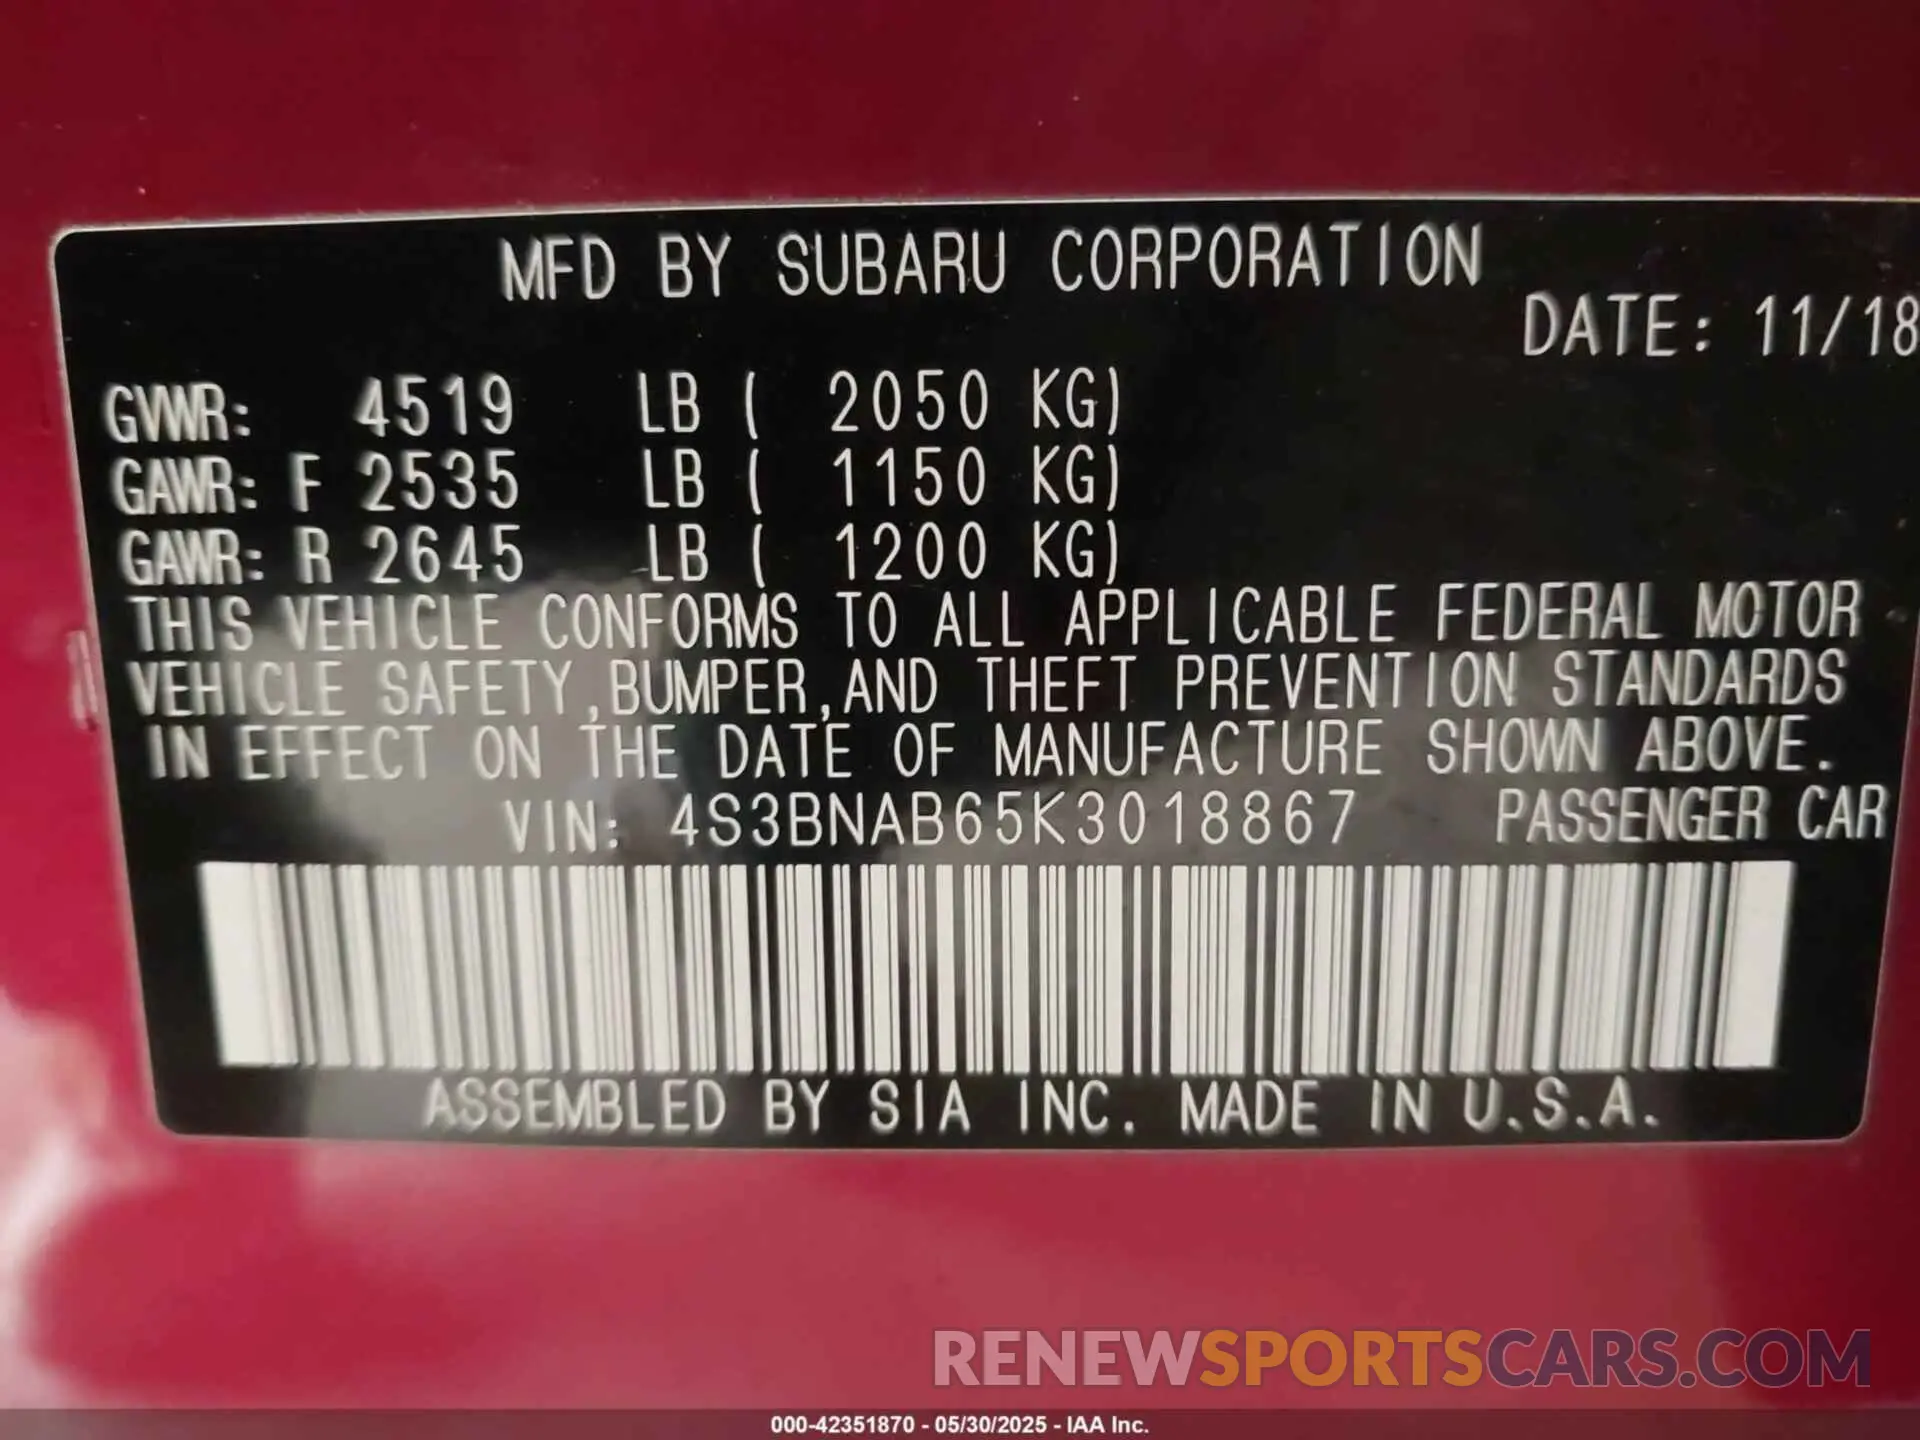 MFD BY SUBARU CORPORATION
DATE: 11/18
GVWR: 4519 LB ( 2050 KG)
GAWR: F 2535 LB ( 1150 KG)
GAWR: R 2645 LB ( 1200 KG)
THIS VEHICLE CONFORMS TO ALL APPLICABLE FEDERAL MOTOR
VEHICLE SAFETY,BUMPER,AND THEFT PREVENTION STANDARDS
IN EFFECT ON THE DATE OF MANUFACTURE SHOWN ABOVE.
VIN: 4S3BNAB65K3018867 PASSENGER CAR
ASSEMBLED BY SIA INC. MADE IN U.S.A.
RENEWSPORTSCARS.COM
000-42351870 - 05/30/2025 - IAA Inc.